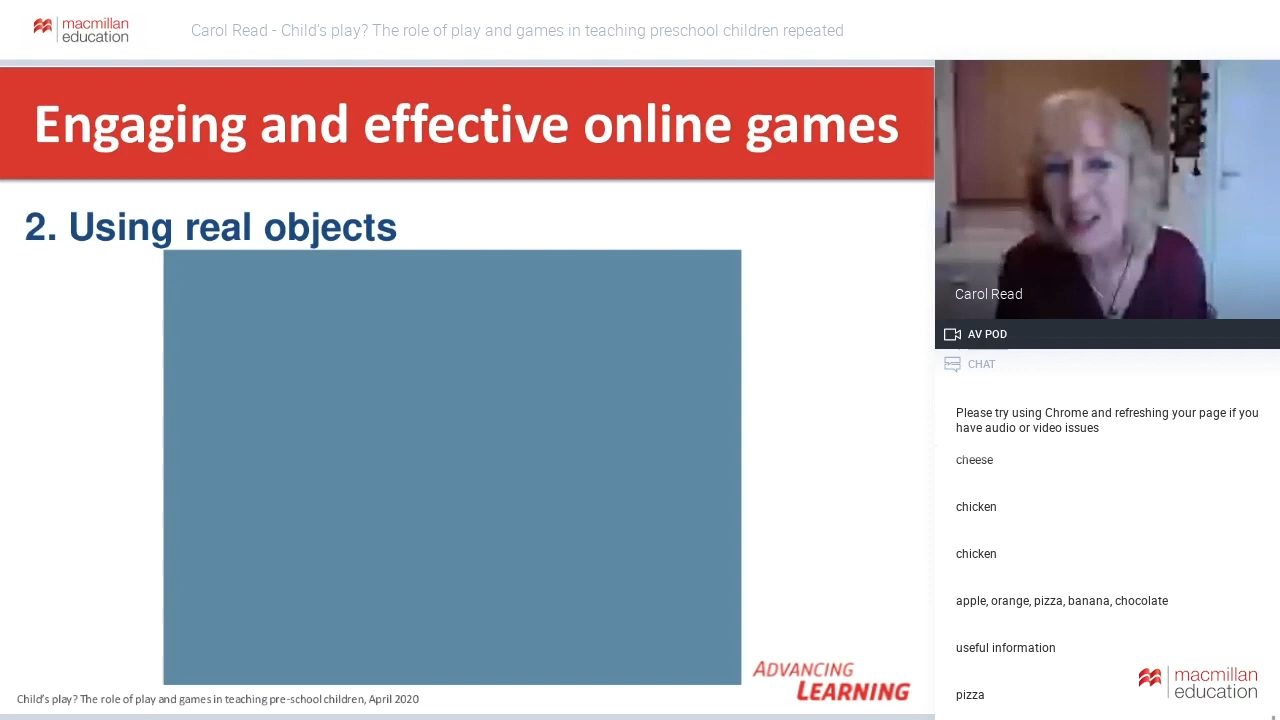 macmillan
education
Carol Read - Child's play? The role of play and games in teaching preschool children repeated
Engaging and effective online games
2. Using real objects
ADVANCING
LEARNING
Child's play? The role of play and games in teaching pre-school children, April 2020
Carol Read
AV POD
CHAT
Please try using Chrome and refreshing your page if you
have audio or video issues
cheese
chicken
chicken
apple, orange, pizza, banana, chocolate
useful information
pizza
macmillan
education